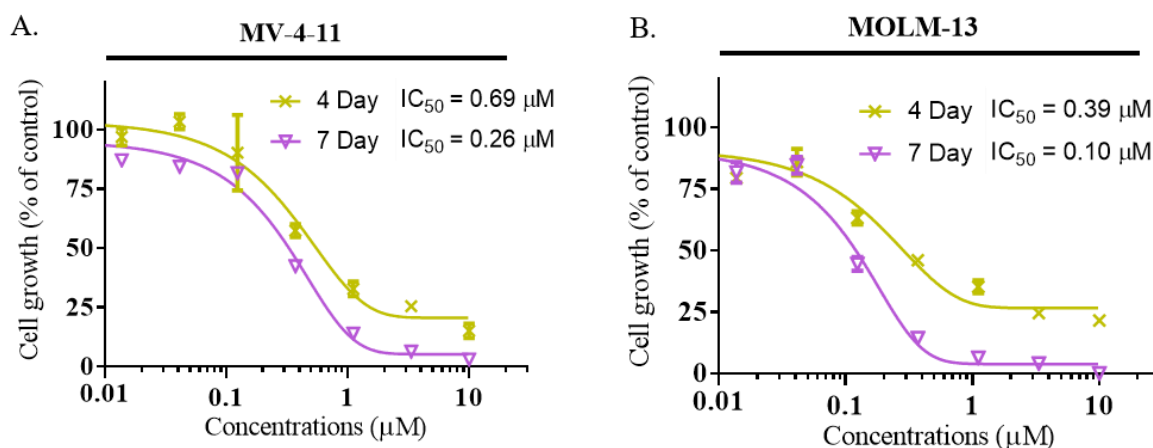 A.
MV-4-11
4 Day IC50 = 0.69 μM
7 Day IC50 = 0.26 μM
Cell growth (% of control)
100
75
50
25
0
0.01 0.1 1 10
Concentrations (μM)
B.
MOLM-13
4 Day IC50 = 0.39 μM
7 Day IC50 = 0.10 μM
Cell growth (% of control)
100
75
50
25
0
0.01 0.1 1 10
Concentrations (μM)